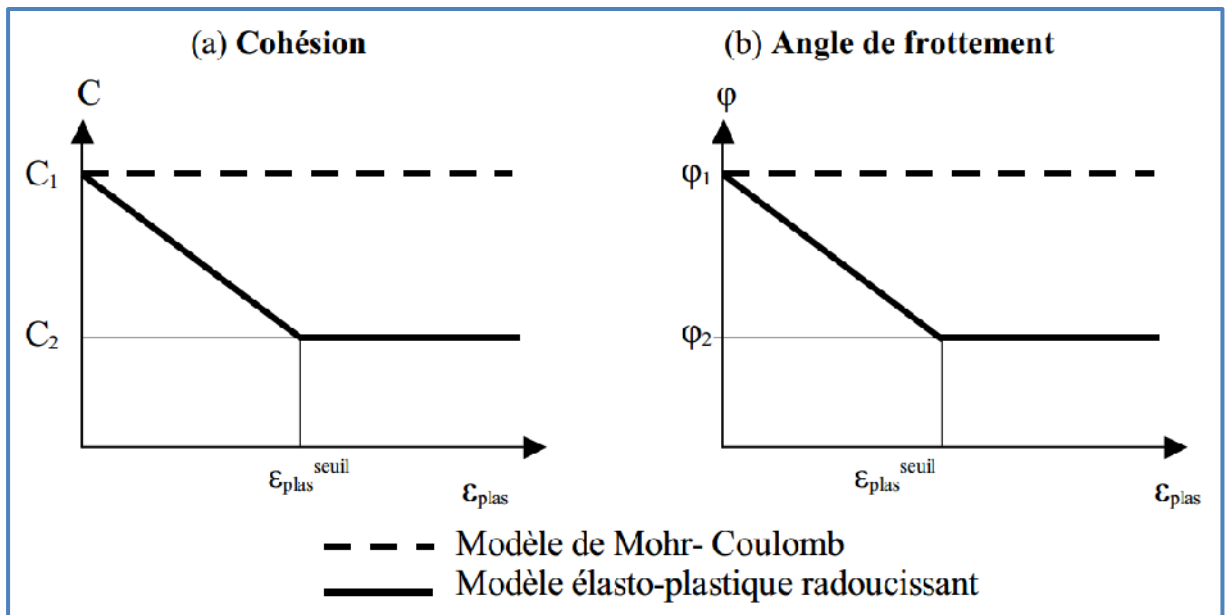 (a) Cohésion
C
C1
C2
εplas seuil
εplas
(b) Angle de frottement
φ
φ1
φ2
εplas seuil
εplas
Modèle de Mohr- Coulomb
Modèle élasto-plastique radoucissant